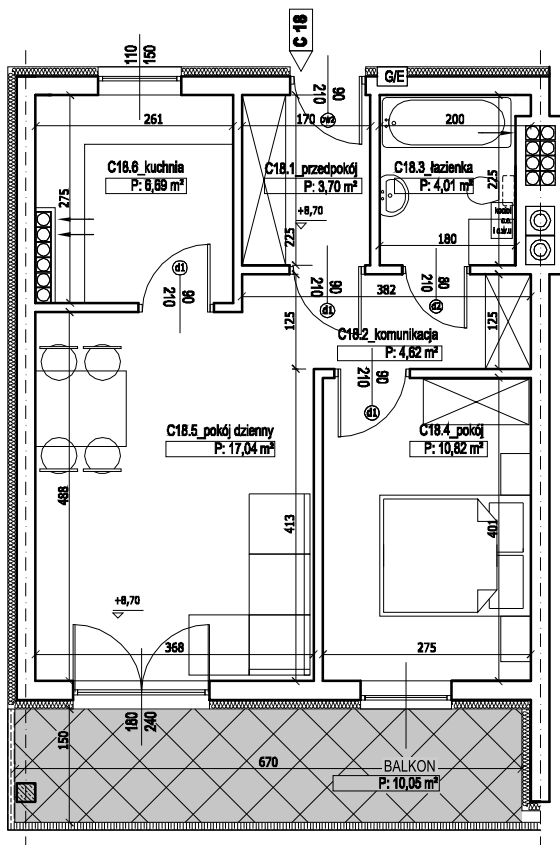 C 18
110
150
90
210
dw2
G/E
261
170
200
C18.6_kuchnia
P: 6,69 m²
C18.1_przedpokój
P: 3,70 m²
C18.3_łazienka
P: 4,01 m²
275
225
225
+8,70
180
382
d1
90
210
90
210
d1
80
210
d2
125
125
C18.2_komunikacja
P: 4,62 m²
90
210
d1
C18.5_pokój dzienny
P: 17,04 m²
C18.4_pokój
P: 10,82 m²
488
413
401
+8,70
368
275
180
240
150
670
BALKON
P: 10,05 m²